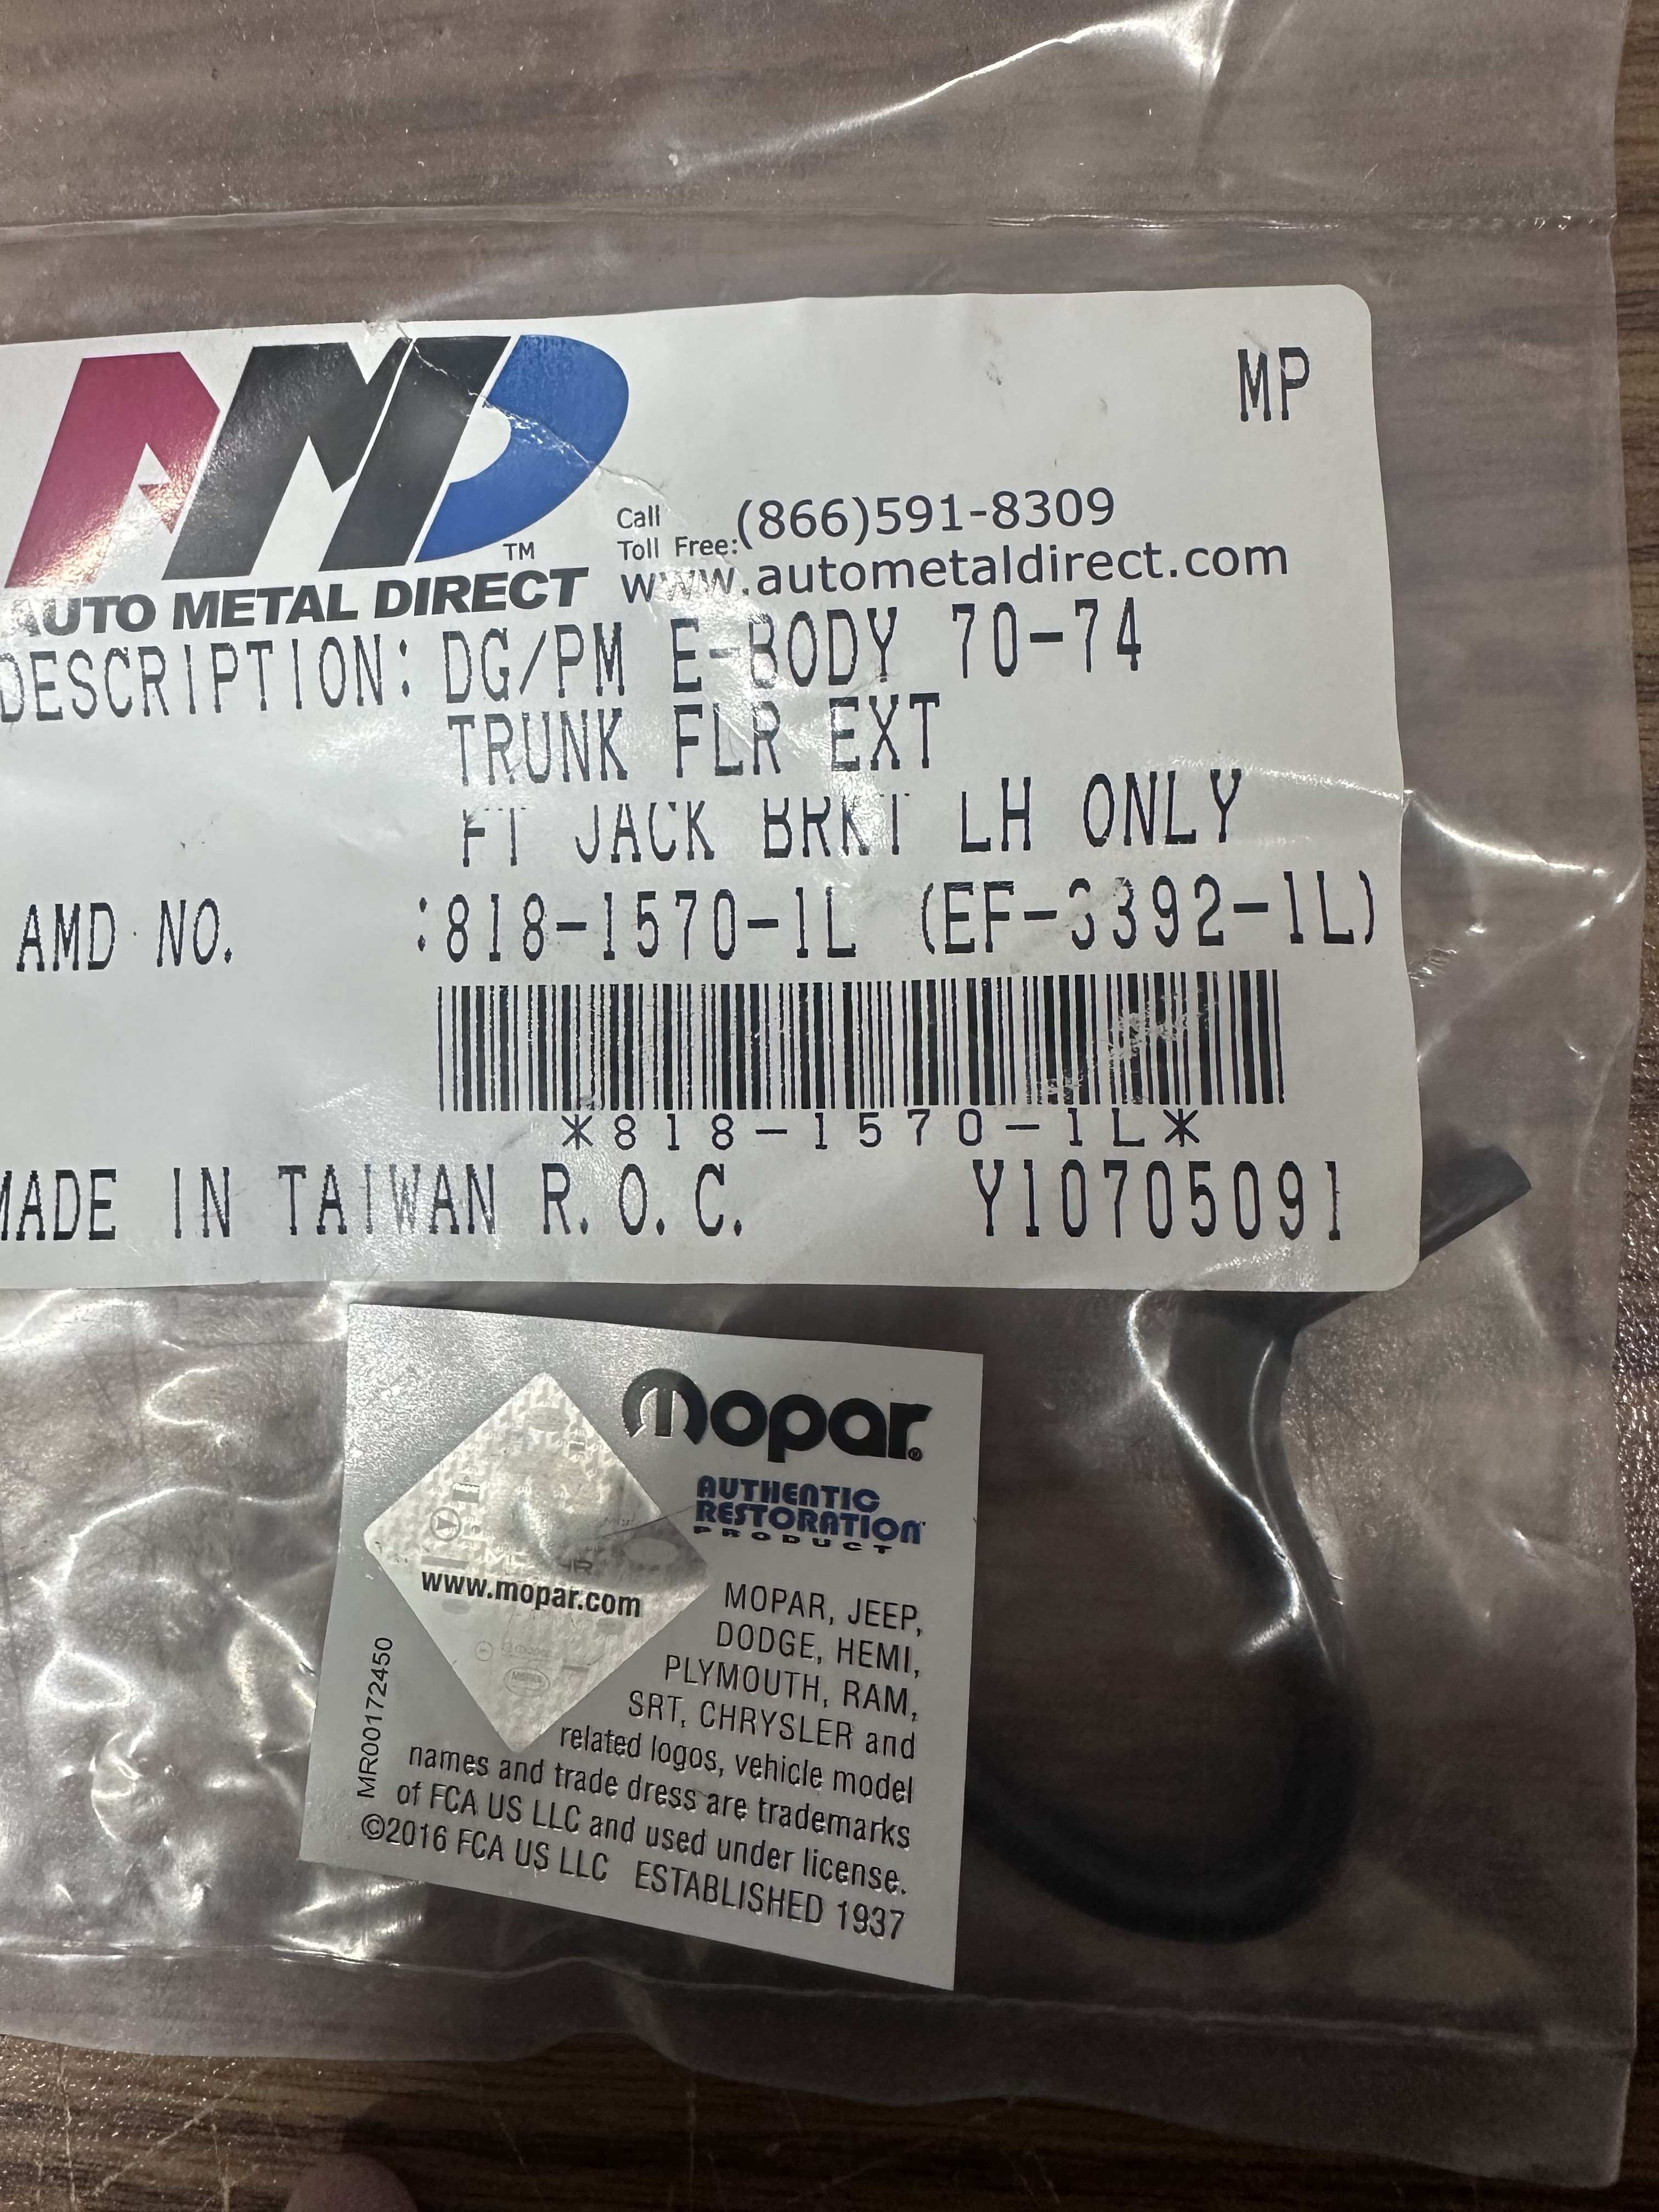 AMD
TM
AUTO METAL DIRECT
MP
Call
Toll Free:
(866)591-8309
www.autometaldirect.com
DESCRIPTION: DG/PM E-BODY 70-74
TRUNK FLR EXT
FT JACK BRKT LH ONLY
AMD NO. :818-1570-1L (EF-3392-1L)
*818-1570-1L*
MADE IN TAIWAN R.O.C. Y10705091
mopar®
AUTHENTIC
RESTORATION
PRODUCT
www.mopar.com
MR00172450
MOPAR, JEEP,
DODGE, HEMI,
PLYMOUTH, RAM,
SRT, CHRYSLER and
related logos, vehicle model
names and trade dress are trademarks
of FCA US LLC and used under license.
©2016 FCA US LLC ESTABLISHED 1937